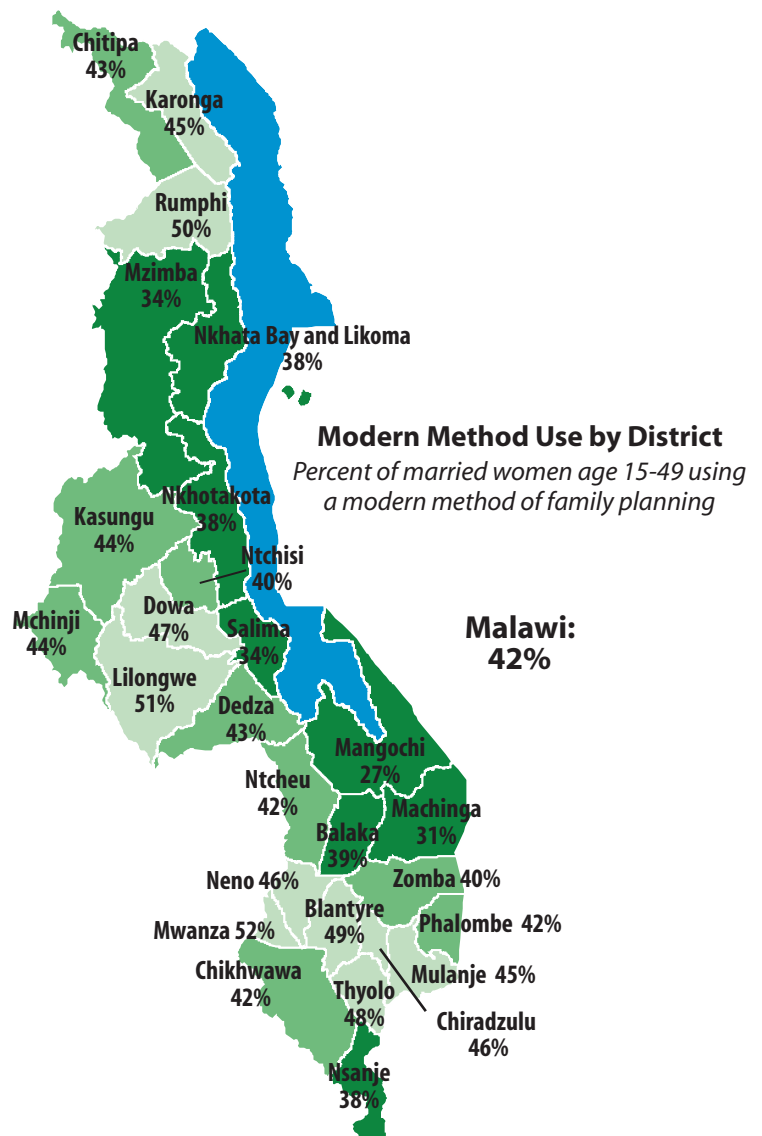 Chitipa
43%
Karonga
45%
Rumphi
50%
Mzimba
34%
Nkhata Bay and Likoma
38%
Modern Method Use by District
Percent of married women age 15-49 using
a modern method of family planning
Nkhotakota
38%
Kasungu
44%
Ntchisi
40%
Dowa
47%
Mchinji
44%
Salima
34%
Malawi:
42%
Lilongwe
51%
Dedza
43%
Mangochi
27%
Ntcheu
42%
Machinga
31%
Balaka
39%
Neno 46%
Zomba 40%
Blantyre
49%
Phalombe 42%
Mwanza 52%
Chikhwawa
42%
Mulanje 45%
Thyolo
48%
Chiradzulu
46%
Nsanje
38%